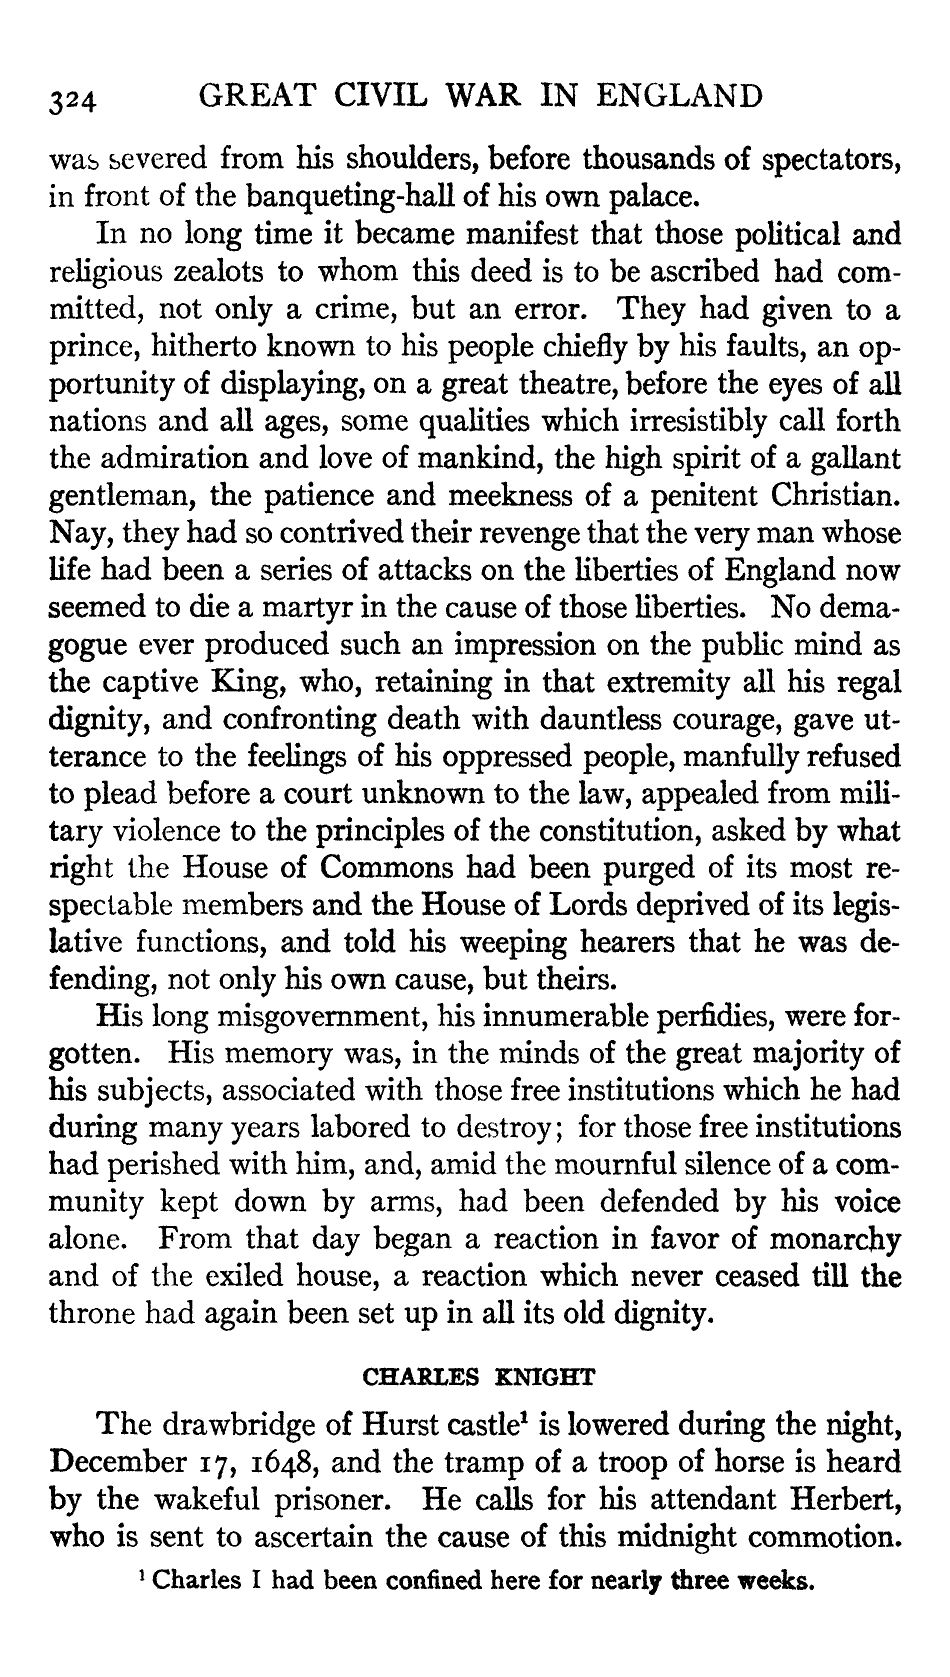 324 GREAT CIVIL WAR IN ENGLAND
was severed from his shoulders, before thousands of spectators,
in front of the banqueting-hall of his own palace.
In no long time it became manifest that those political and
religious zealots to whom this deed is to be ascribed had com-
mitted, not only a crime, but an error. They had given to a
prince, hitherto known to his people chiefly by his faults, an op-
portunity of displaying, on a great theatre, before the eyes of all
nations and all ages, some qualities which irresistibly call forth
the admiration and love of mankind, the high spirit of a gallant
gentleman, the patience and meekness of a penitent Christian.
Nay, they had so contrived their revenge that the very man whose
life had been a series of attacks on the liberties of England now
seemed to die a martyr in the cause of those liberties. No dema-
gogue ever produced such an impression on the public mind as
the captive King, who, retaining in that extremity all his regal
dignity, and confronting death with dauntless courage, gave ut-
terance to the feelings of his oppressed people, manfully refused
to plead before a court unknown to the law, appealed from mili-
tary violence to the principles of the constitution, asked by what
right the House of Commons had been purged of its most re-
spectable members and the House of Lords deprived of its legis-
lative functions, and told his weeping hearers that he was de-
fending, not only his own cause, but theirs.
His long misgovernment, his innumerable perfidies, were for-
gotten. His memory was, in the minds of the great majority of
his subjects, associated with those free institutions which he had
during many years labored to destroy; for those free institutions
had perished with him, and, amid the mournful silence of a com-
munity kept down by arms, had been defended by his voice
alone. From that day began a reaction in favor of monarchy
and of the exiled house, a reaction which never ceased till the
throne had again been set up in all its old dignity.
CHARLES KNIGHT
The drawbridge of Hurst castle¹ is lowered during the night,
December 17, 1648, and the tramp of a troop of horse is heard
by the wakeful prisoner. He calls for his attendant Herbert,
who is sent to ascertain the cause of this midnight commotion.
¹ Charles I had been confined here for nearly three weeks.